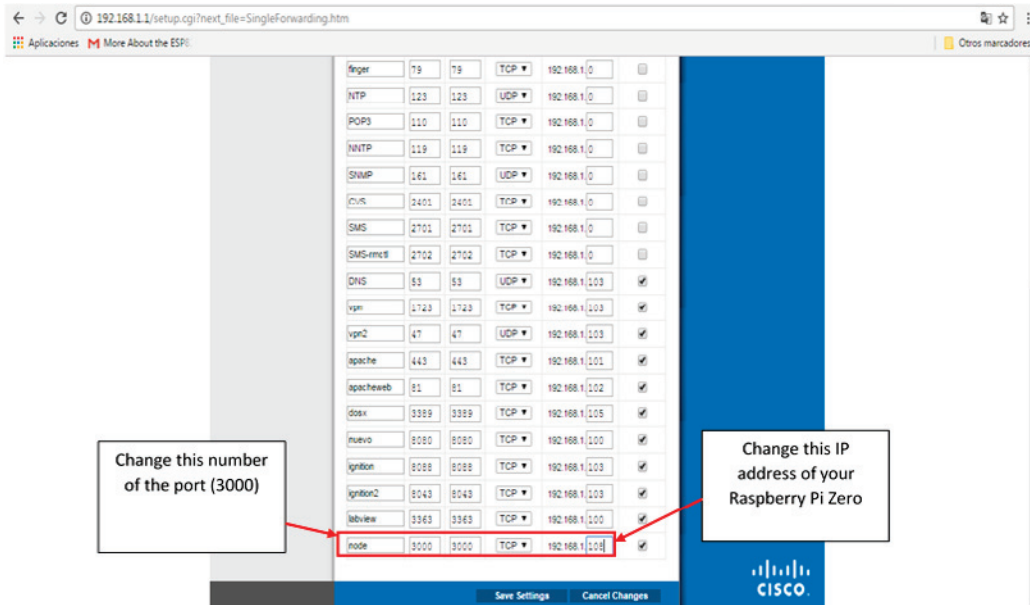 192.168.1.1/setup.cgi?next_file=SingleForwarding.htm
Aplicaciones More About the ESP8
Otros marcadores
finger 79 79 TCP 192.168.1.0
NTP 123 123 UDP 192.168.1.0
POP3 110 110 TCP 192.168.1.0
NNTP 119 119 TCP 192.168.1.0
SNMP 161 161 UDP 192.168.1.0
CVS 2401 2401 TCP 192.168.1.0
SMS 2701 2701 TCP 192.168.1.0
SMS-rmctl 2702 2702 TCP 192.168.1.0
DNS 53 53 UDP 192.168.1.103
vpn 1723 1723 TCP 192.168.1.103
vpn2 47 47 UDP 192.168.1.103
apache 443 443 TCP 192.168.1.101
apacheweb 81 81 TCP 192.168.1.102
dosx 3389 3389 TCP 192.168.1.105
nuevo 8080 8080 TCP 192.168.1.100
ignition 8088 8088 TCP 192.168.1.103
ignition2 8043 8043 TCP 192.168.1.103
labview 3363 3363 TCP 192.168.1.100
node 3000 3000 TCP 192.168.1.108
Change this number
of the port (3000)
Change this IP
address of your
Raspberry Pi Zero
Save Settings Cancel Changes
CISCO.